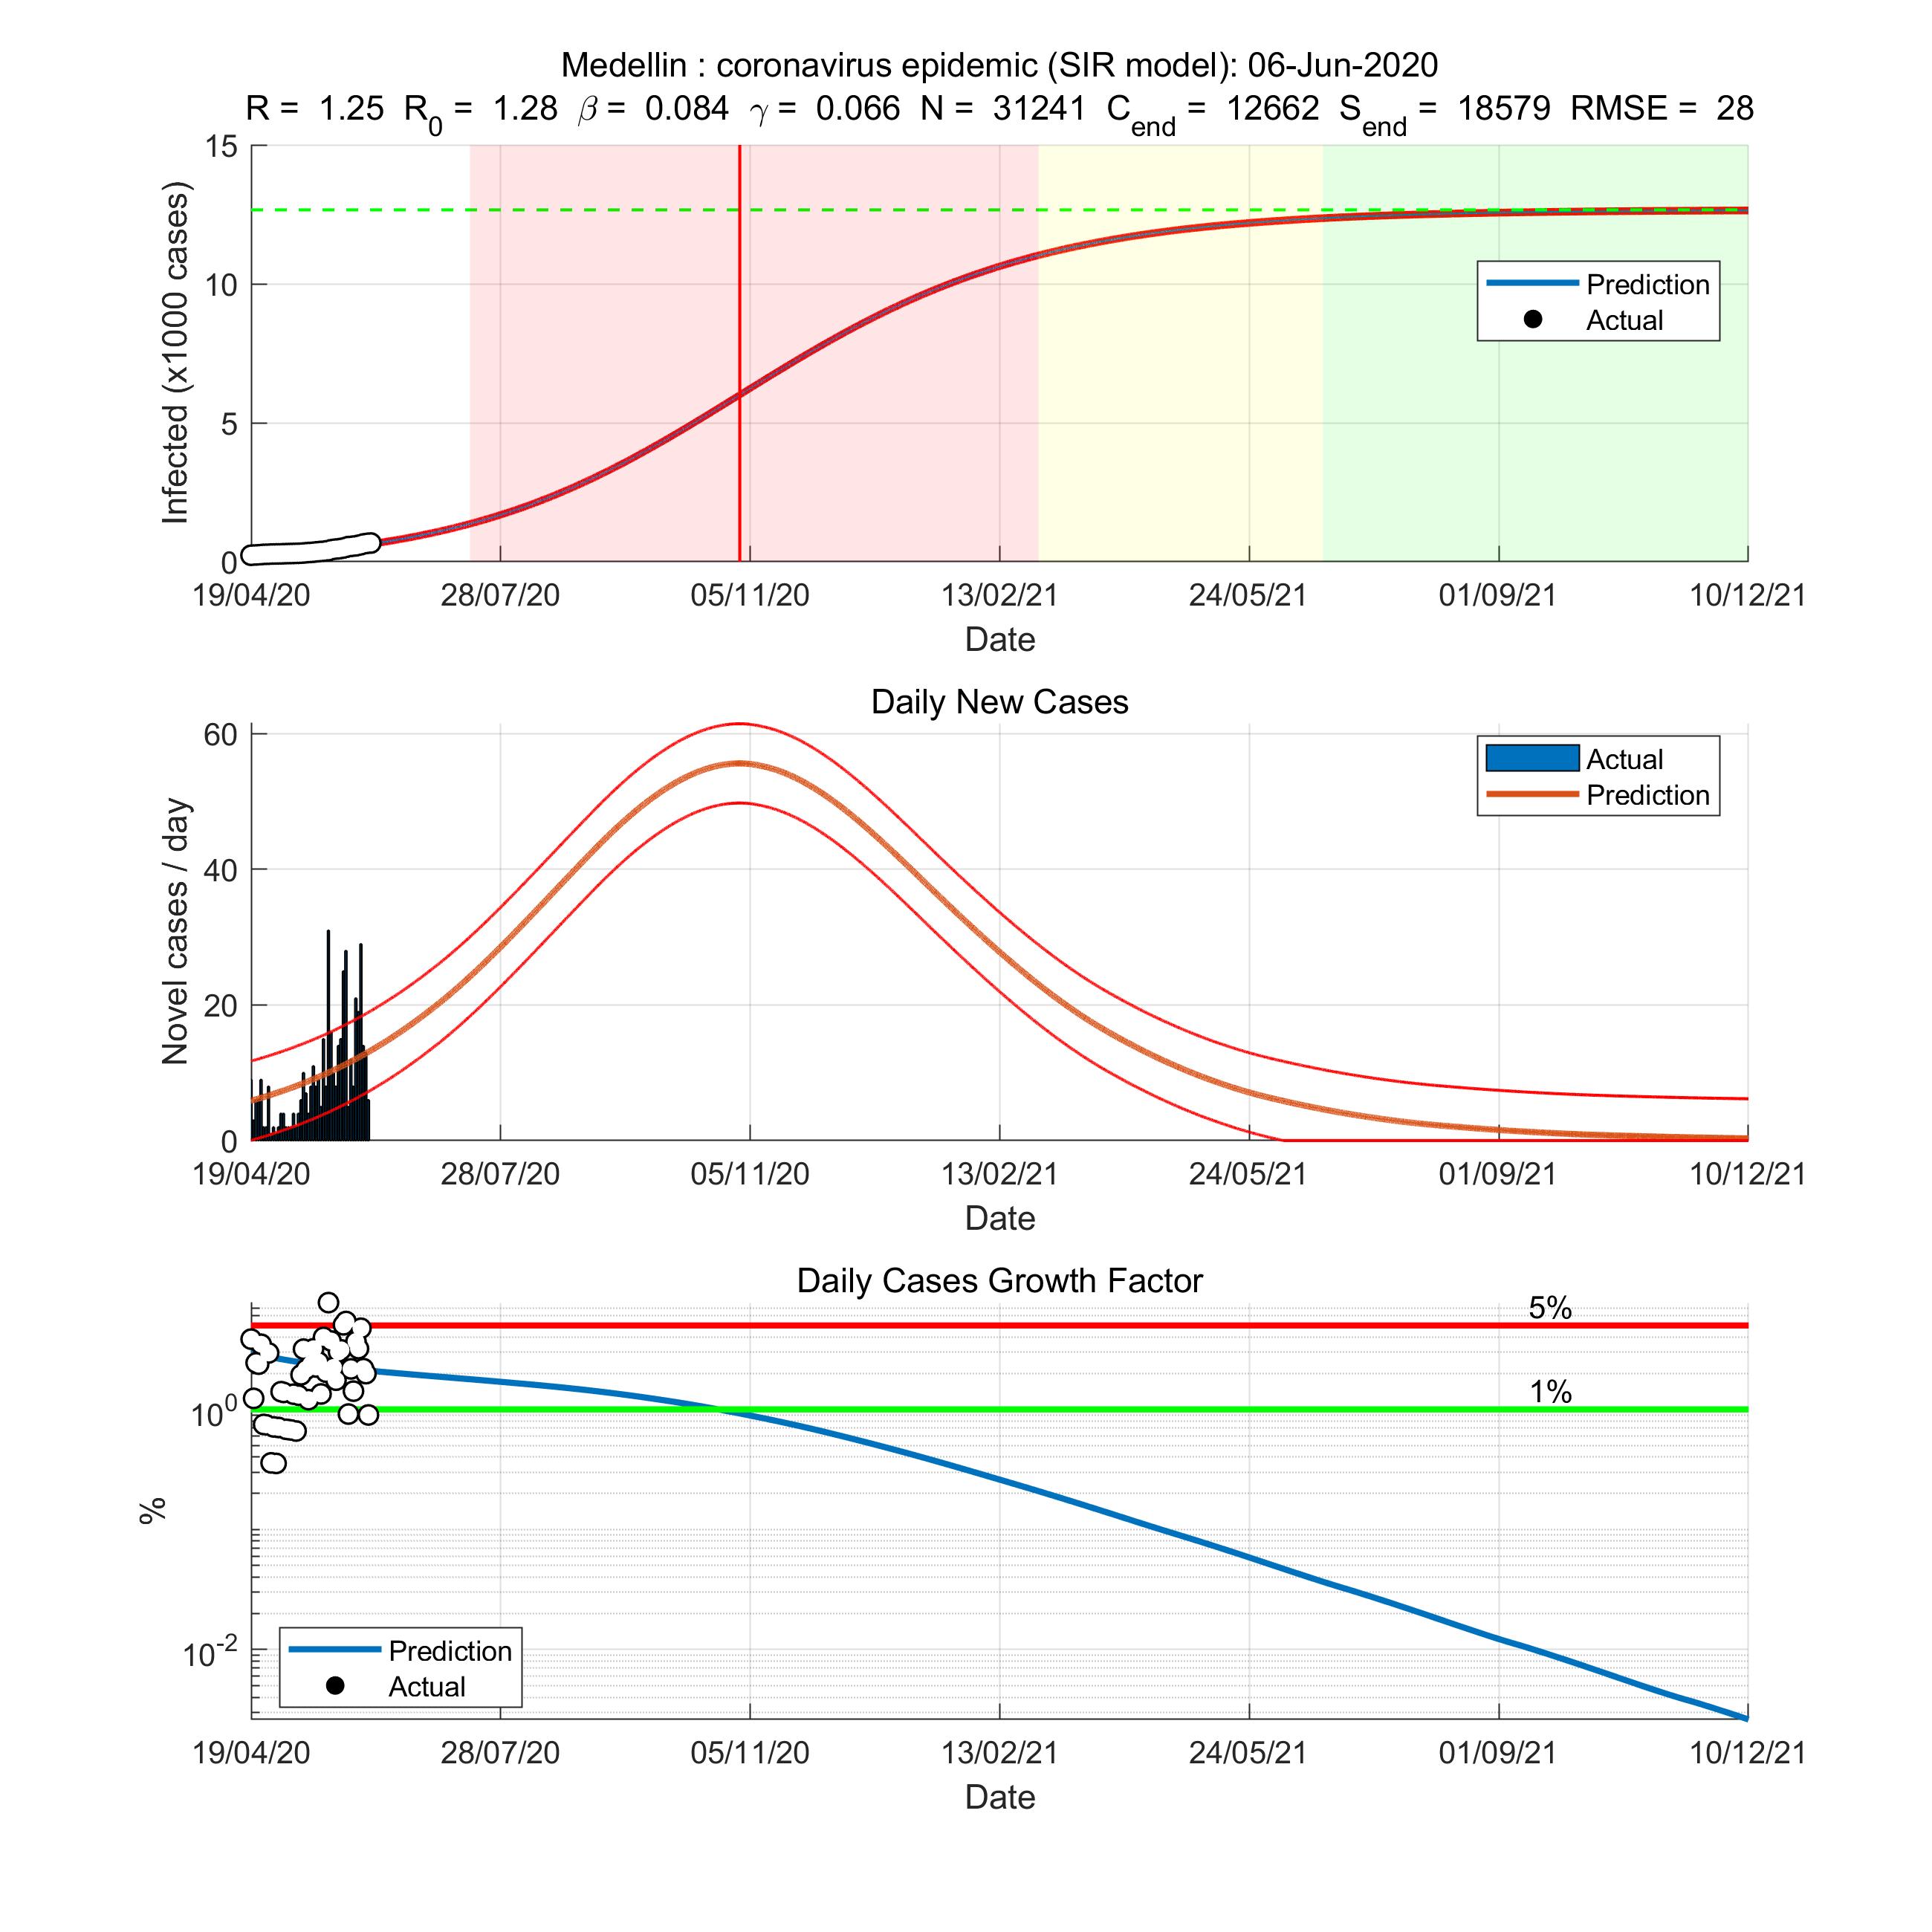 Medellin : coronavirus epidemic (SIR model): 06-Jun-2020
R = 1.25 R0 = 1.28 β = 0.084 γ = 0.066 N = 31241 Cend = 12662 Send = 18579 RMSE = 28
15
10
5
0
Infected (x1000 cases)
Prediction
Actual
19/04/20 28/07/20 05/11/20 13/02/21 24/05/21 01/09/21 10/12/21
Date
Daily New Cases
60
40
20
0
Novel cases / day
Actual
Prediction
19/04/20 28/07/20 05/11/20 13/02/21 24/05/21 01/09/21 10/12/21
Date
Daily Cases Growth Factor
5%
1%
10^0
%
10^-2
Prediction
Actual
19/04/20 28/07/20 05/11/20 13/02/21 24/05/21 01/09/21 10/12/21
Date